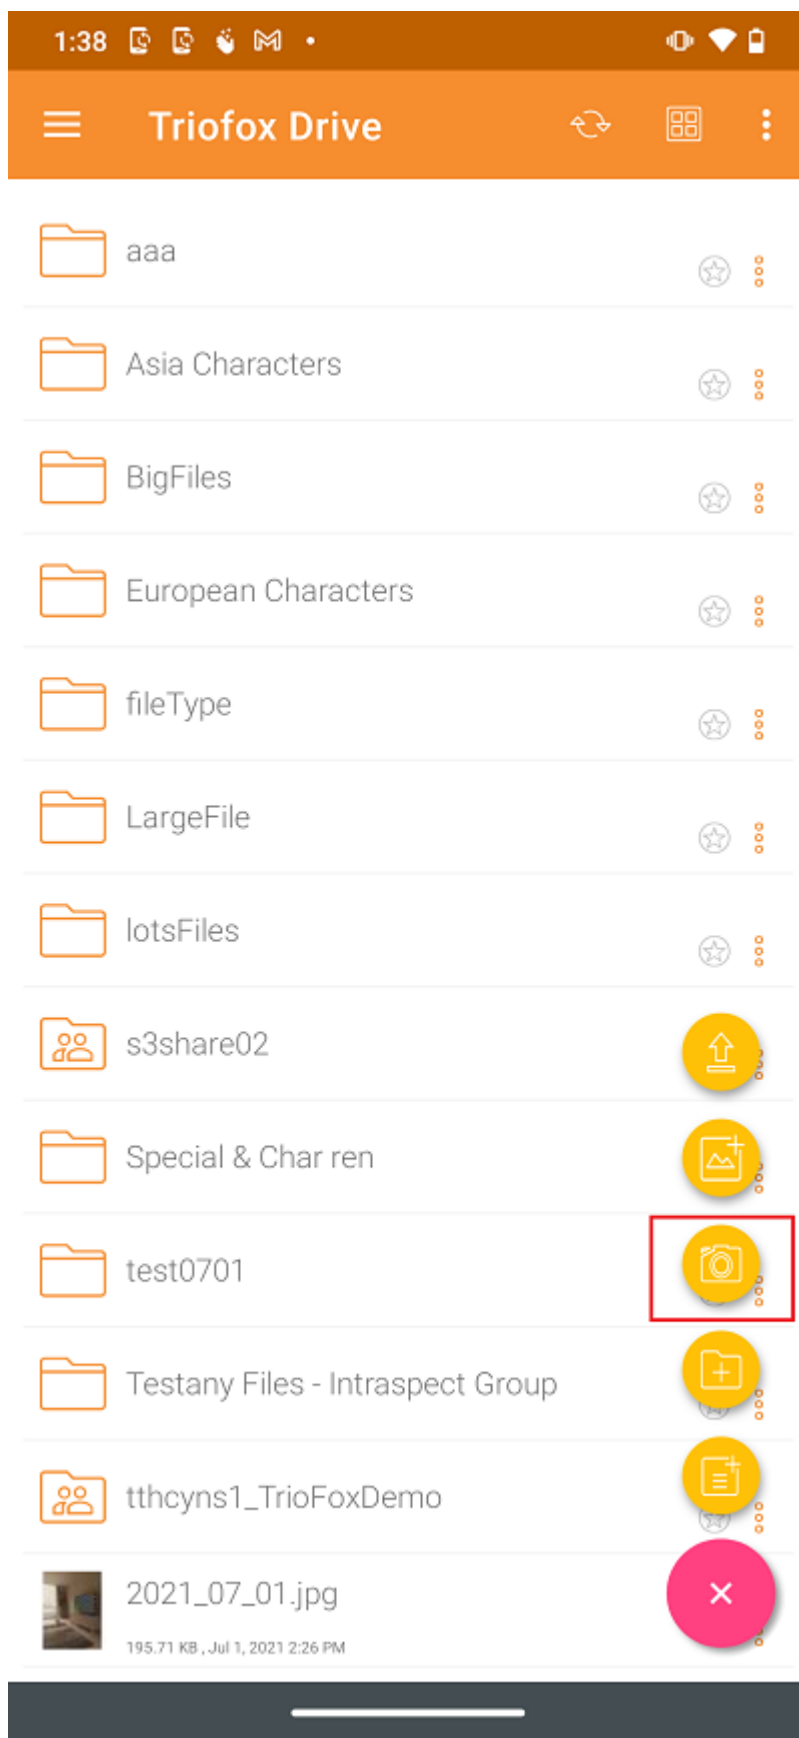 1:38
Triofox Drive
aaa
Asia Characters
BigFiles
European Characters
fileType
LargeFile
lotsFiles
s3share02
Special & Char ren
test0701
Testany Files - Intraspect Group
tthcyns1_TrioFoxDemo
2021_07_01.jpg
195.71 KB , Jul 1, 2021 2:26 PM